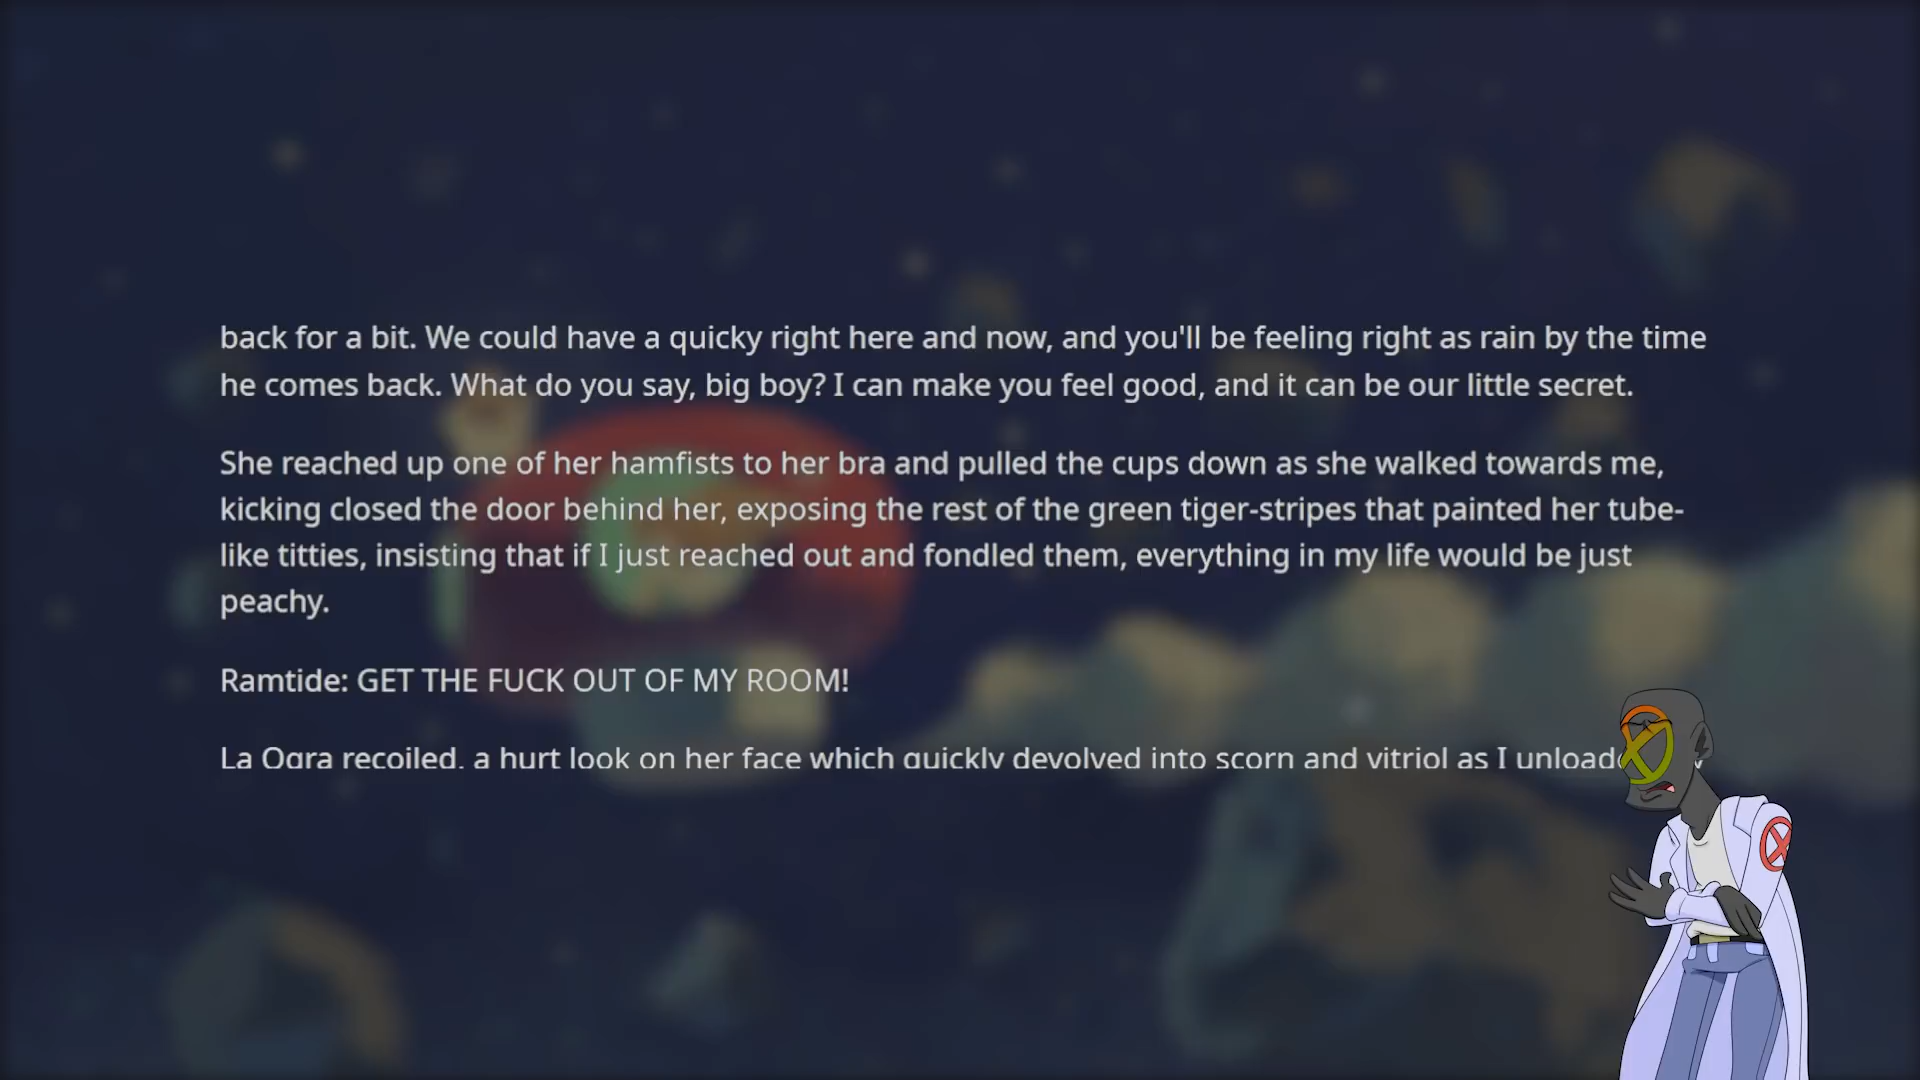 back for a bit. We could have a quicky right here and now, and you'll be feeling right as rain by the time
he comes back. What do you say, big boy? I can make you feel good, and it can be our little secret.
She reached up one of her hamfists to her bra and pulled the cups down as she walked towards me,
kicking closed the door behind her, exposing the rest of the green tiger-stripes that painted her tube-
like titties, insisting that if I just reached out and fondled them, everything in my life would be just
peachy.
Ramtide: GET THE FUCK OUT OF MY ROOM!
La Ogra recoiled, a hurt look on her face which quickly devolved into scorn and vitriol as I